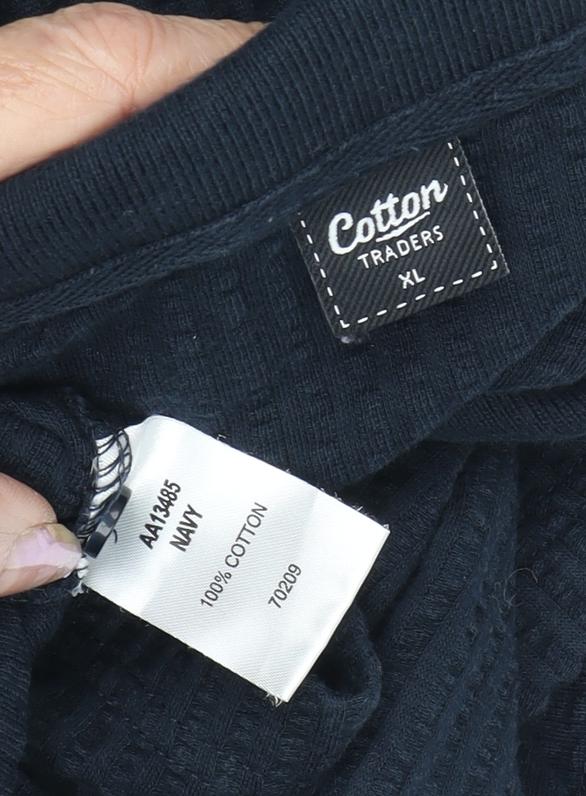 Cotton
TRADERS
XL
AA13485
NAVY
100% COTTON
70209